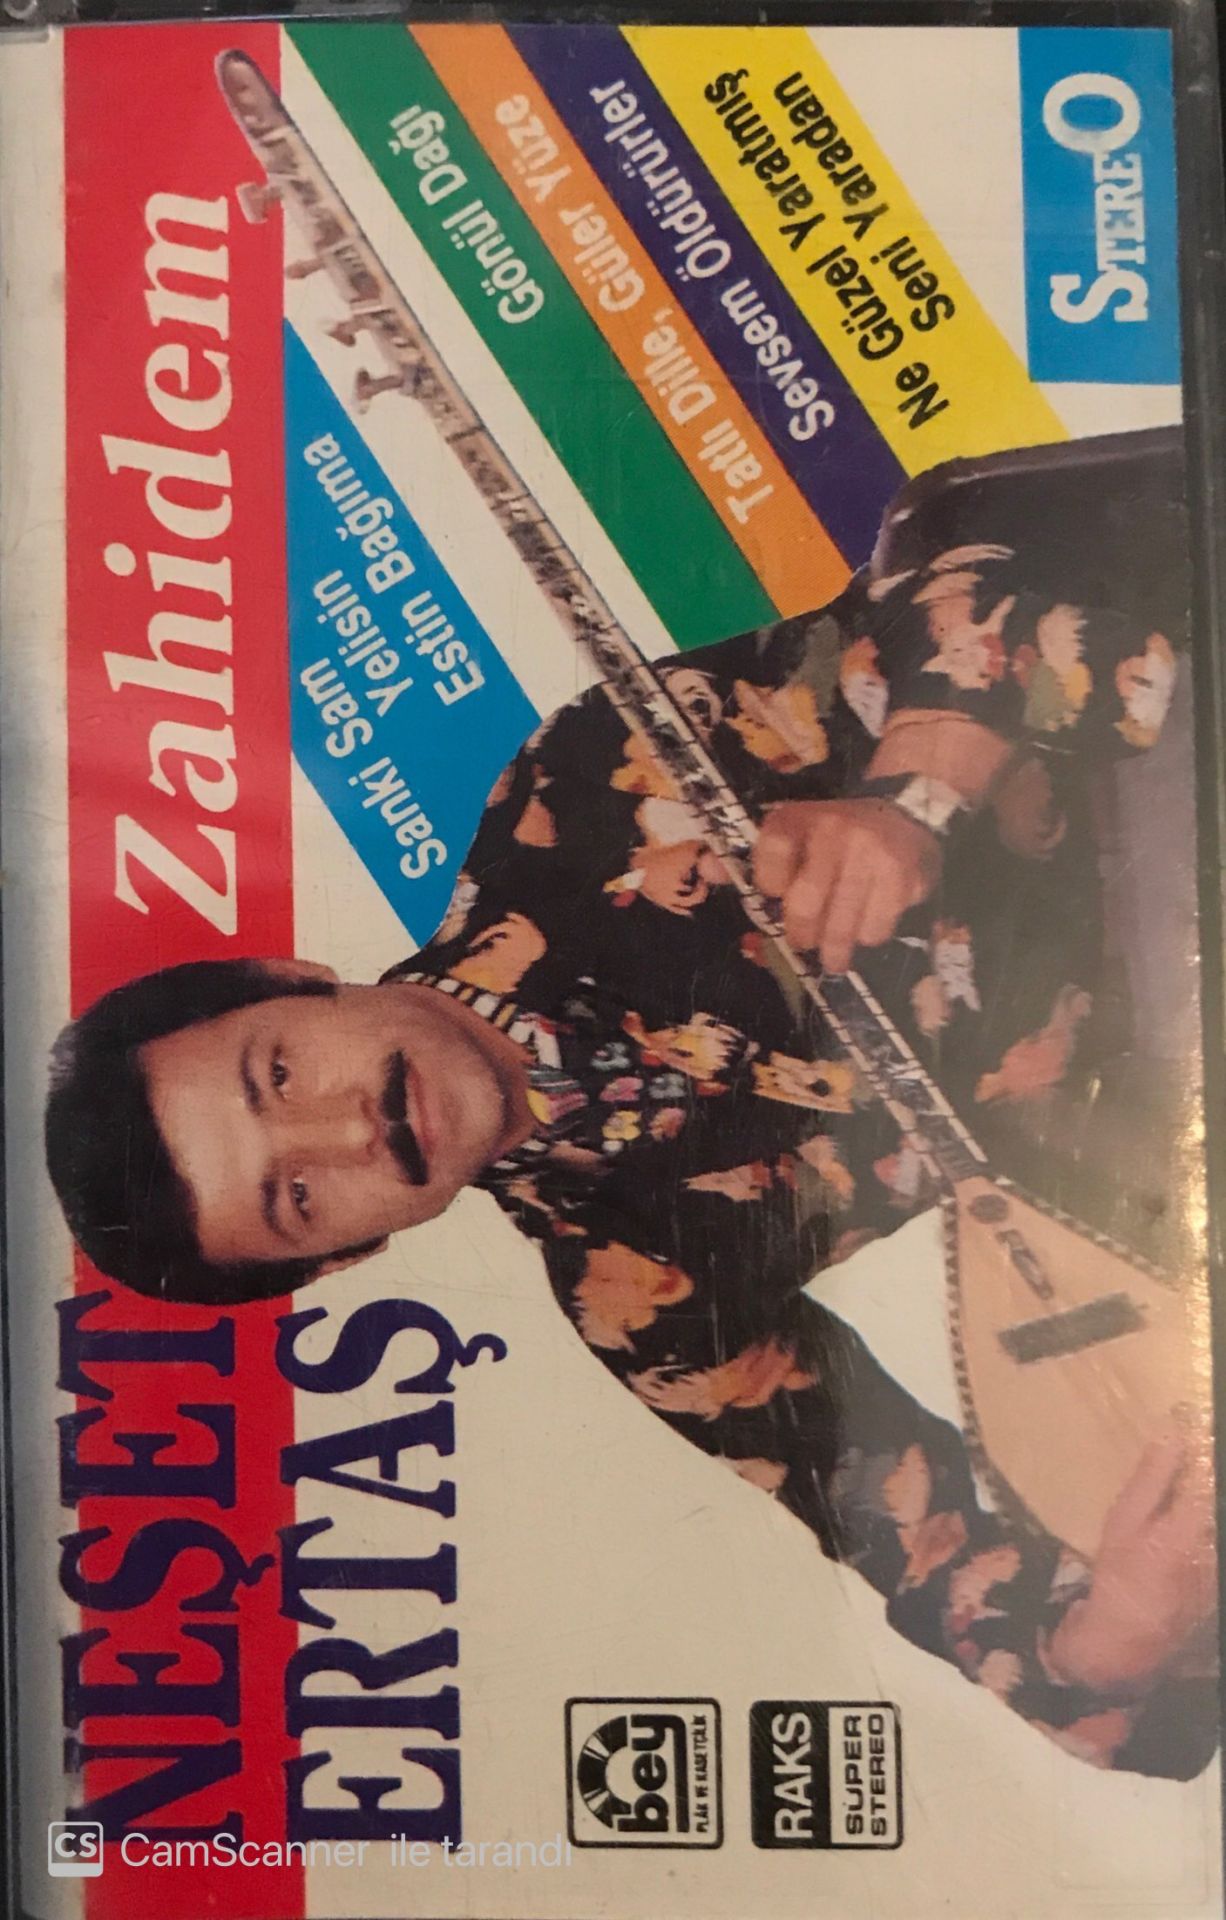 NEŞET
ERTAŞ
Zahidem
Sanki Sam
Yelisin
Estin Bağıma
Gönül Dağı
Tatlı Dille, Güler Yüze
Sevsem Öldürürler
Ne Güzel Yaratmış
Seni Yaradan
STEREO
bey
PLAK VE KASETÇİLİK
RAKS
SÜPER
STEREO
CS CamScanner ile tarandı